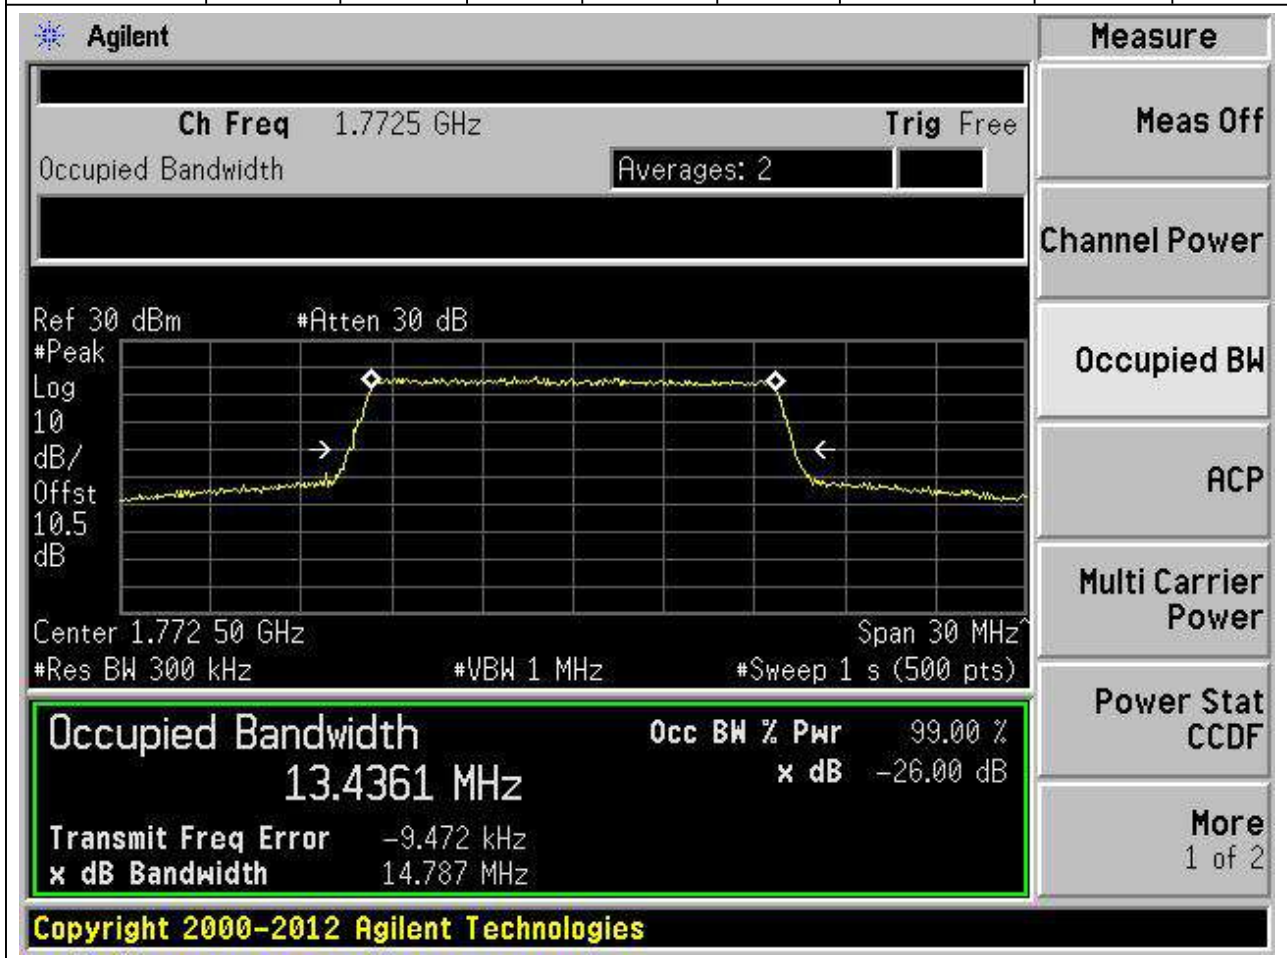 Agilent
Measure
Ch Freq 1.7725 GHz Trig Free
Occupied Bandwidth Averages: 2
Meas Off
Channel Power
Occupied BW
ACP
Multi Carrier
Power
Power Stat
CCDF
More
1 of 2
Ref 30 dBm #Atten 30 dB
#Peak
Log
10
dB/
Offst
10.5
dB
Center 1.772 50 GHz Span 30 MHz^
#Res BW 300 kHz #VBW 1 MHz #Sweep 1 s (500 pts)
Occupied Bandwidth Occ BW % Pwr 99.00 %
13.4361 MHz x dB -26.00 dB
Transmit Freq Error -9.472 kHz
x dB Bandwidth 14.787 MHz
Copyright 2000-2012 Agilent Technologies